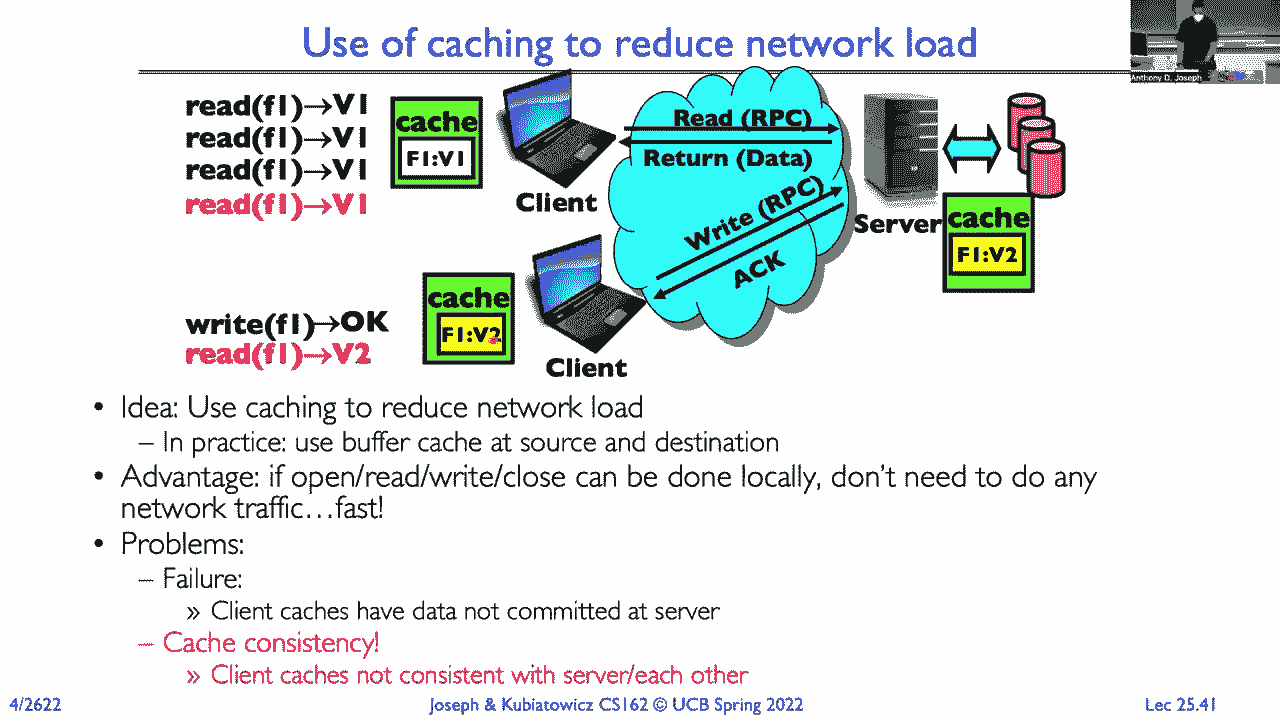 Use of caching to reduce network load
Anthony D. Joseph
read(f1)→V1
read(f1)→V1
read(f1)→V1
read(f1)→V1
cache
F1:V1
Client
Read (RPC)
Return (Data)
Write (RPC)
ACK
Server
cache
F1:V2
write(f1)→OK
read(f1)→V2
cache
F1:V2
Client
• Idea: Use caching to reduce network load
– In practice: use buffer cache at source and destination
• Advantage: if open/read/write/close can be done locally, don't need to do any
network traffic…fast!
• Problems:
– Failure:
» Client caches have data not committed at server
– Cache consistency!
» Client caches not consistent with server/each other
4/2622
Joseph & Kubiatowicz CS162 © UCB Spring 2022
Lec 25.41